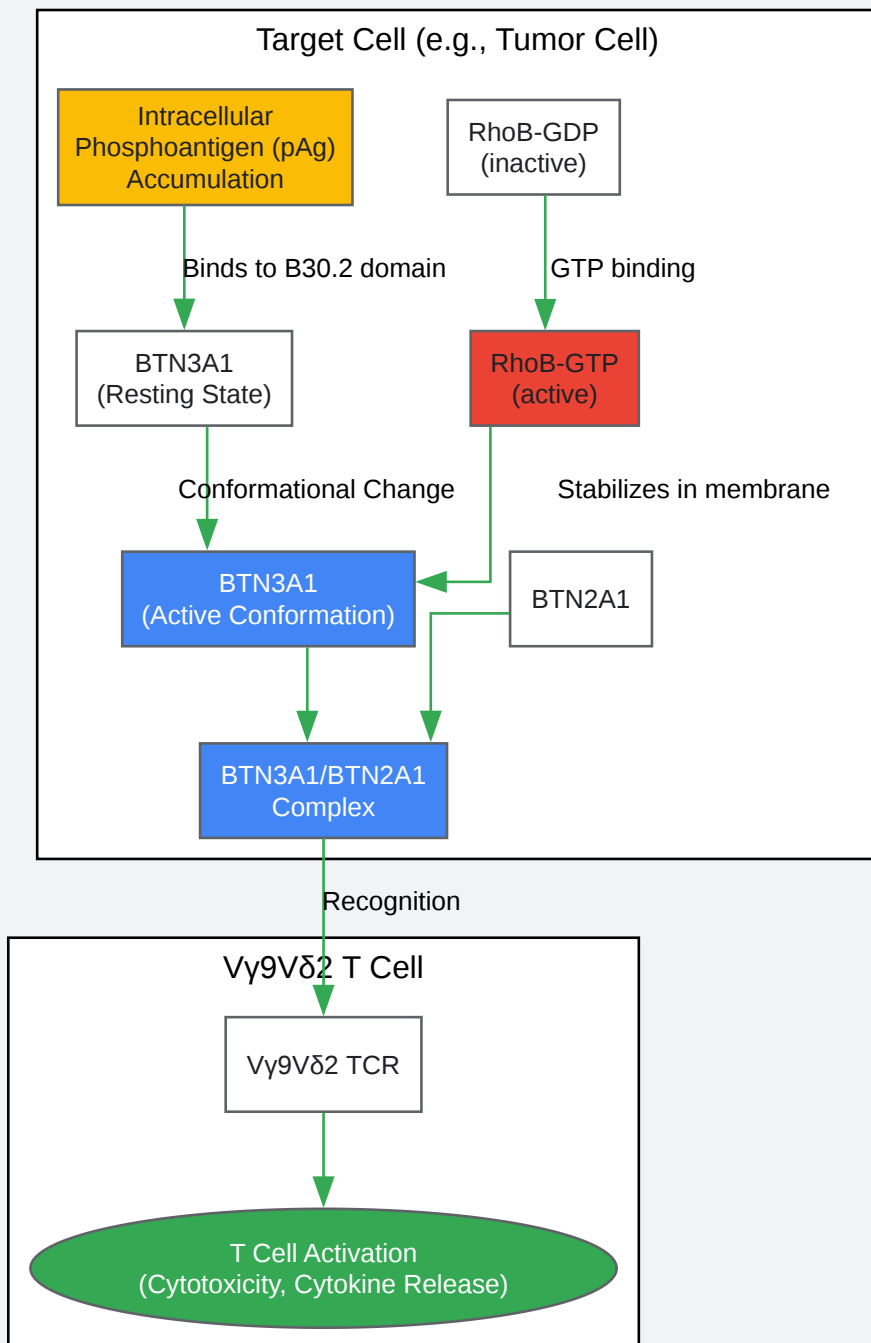 Target Cell (e.g., Tumor Cell)
Intracellular
Phosphoantigen (pAg)
Accumulation
RhoB-GDP
(inactive)
Binds to B30.2 domain
GTP binding
BTN3A1
(Resting State)
RhoB-GTP
(active)
Conformational Change
Stabilizes in membrane
BTN3A1
(Active Conformation)
BTN2A1
BTN3A1/BTN2A1
Complex
Recognition
Vγ9Vδ2 T Cell
Vγ9Vδ2 TCR
T Cell Activation
(Cytotoxicity, Cytokine Release)